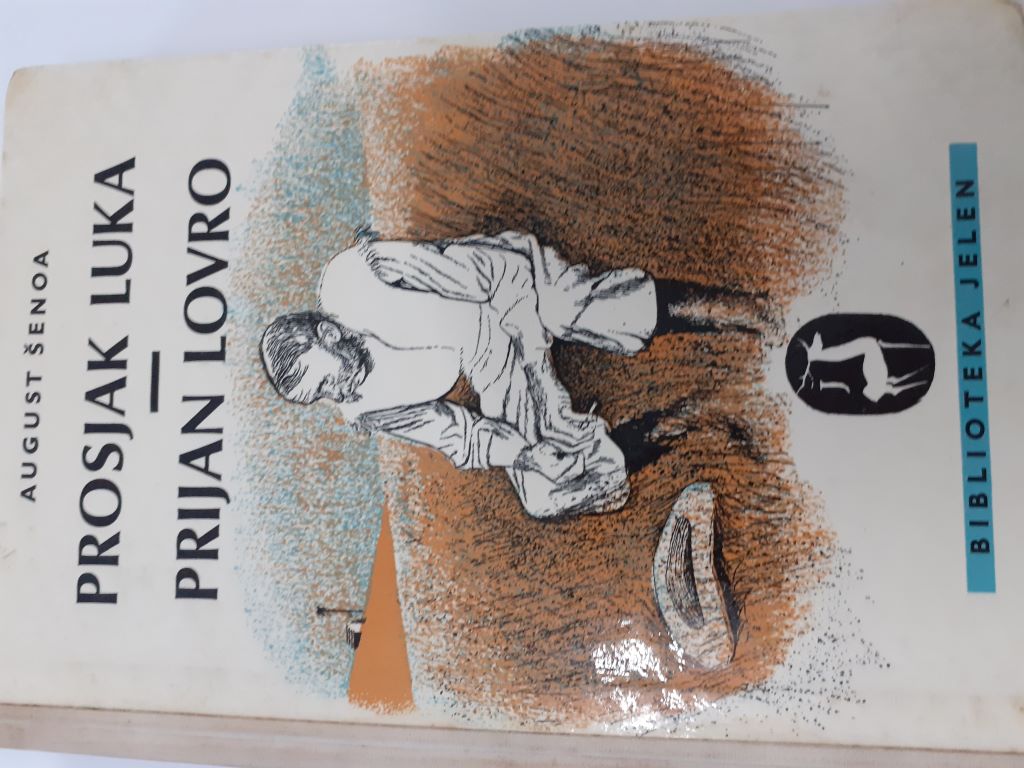 AUGUST ŠENOA
PROSJAK LUKA
—
PRIJAN LOVRO
BIBLIOTEKA JELEN